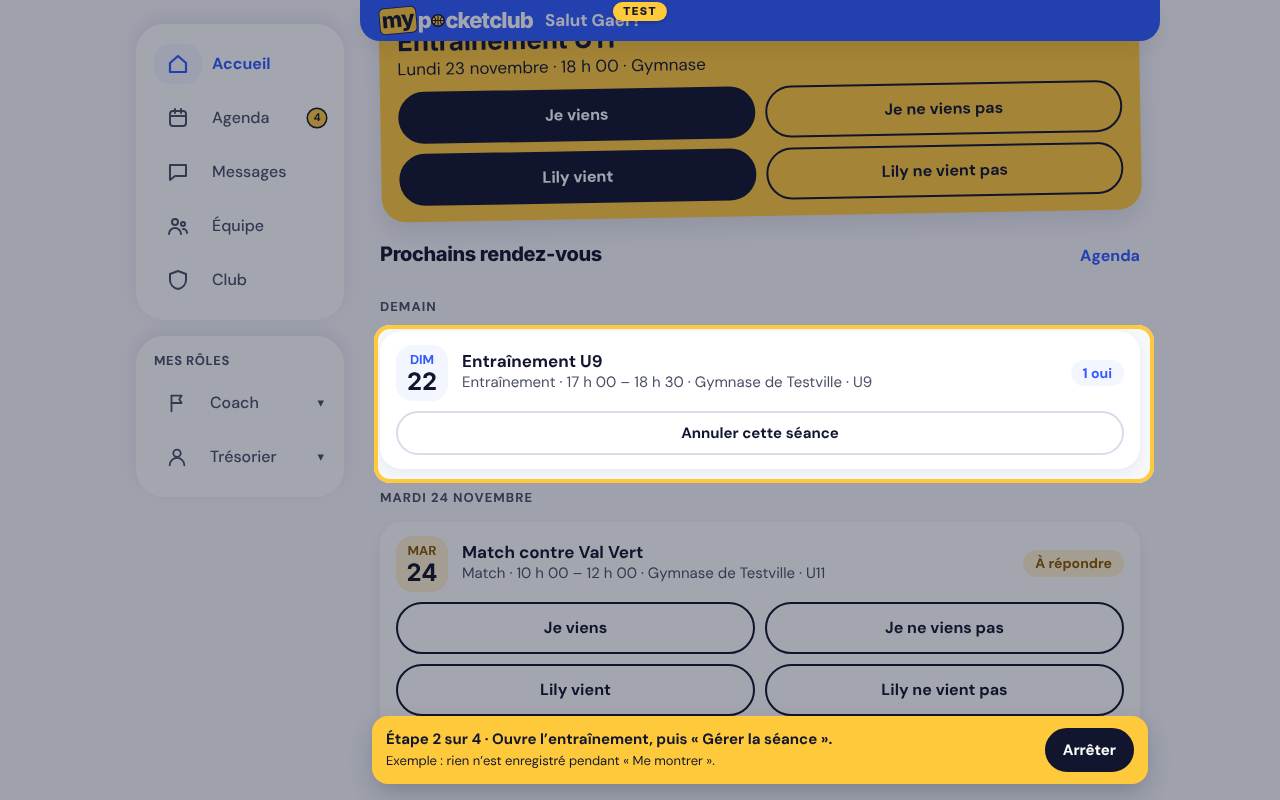 TEST
mypocketclub Salut Gaël !
Accueil
Agenda 4
Messages
Équipe
Club
MES RÔLES
Coach ▾
Trésorier ▾
Entraînement U11
Lundi 23 novembre · 18 h 00 · Gymnase
Je viens
Je ne viens pas
Lily vient
Lily ne vient pas
Prochains rendez-vous
Agenda
DEMAIN
DIM
22
Entraînement U9
Entraînement · 17 h 00 – 18 h 30 · Gymnase de Testville · U9
1 oui
Annuler cette séance
MARDI 24 NOVEMBRE
MAR
24
Match contre Val Vert
Match · 10 h 00 – 12 h 00 · Gymnase de Testville · U11
À répondre
Je viens
Je ne viens pas
Lily vient
Lily ne vient pas
Étape 2 sur 4 · Ouvre l’entraînement, puis « Gérer la séance ».
Exemple : rien n’est enregistré pendant « Me montrer ».
Arrêter